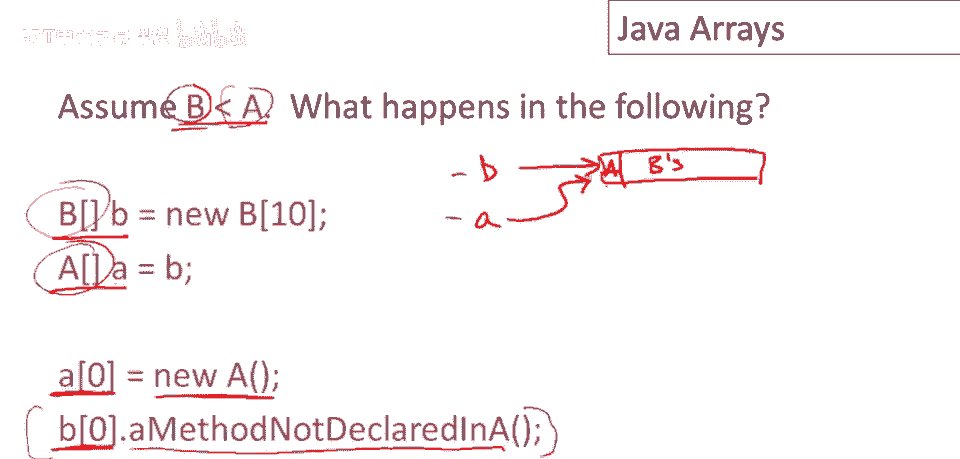 Java Arrays
Assume B < A. What happens in the following?
- b A B's
B[] b = new B[10];
- a
A[] a = b;
a[0] = new A();
b[0].aMethodNotDeclaredInA();